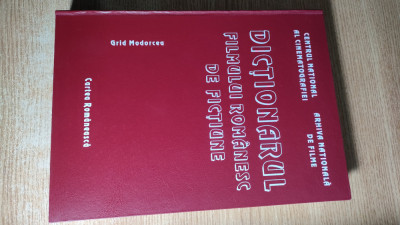 CENTRUL NAȚIONAL
AL CINEMATOGRAFIEI
ARHIVA NAȚIONALĂ
DE FILME
DICȚIONARUL
FILMULUI ROMÂNESC
DE FICȚIUNE
Grid Modorcea
Cartea Românească